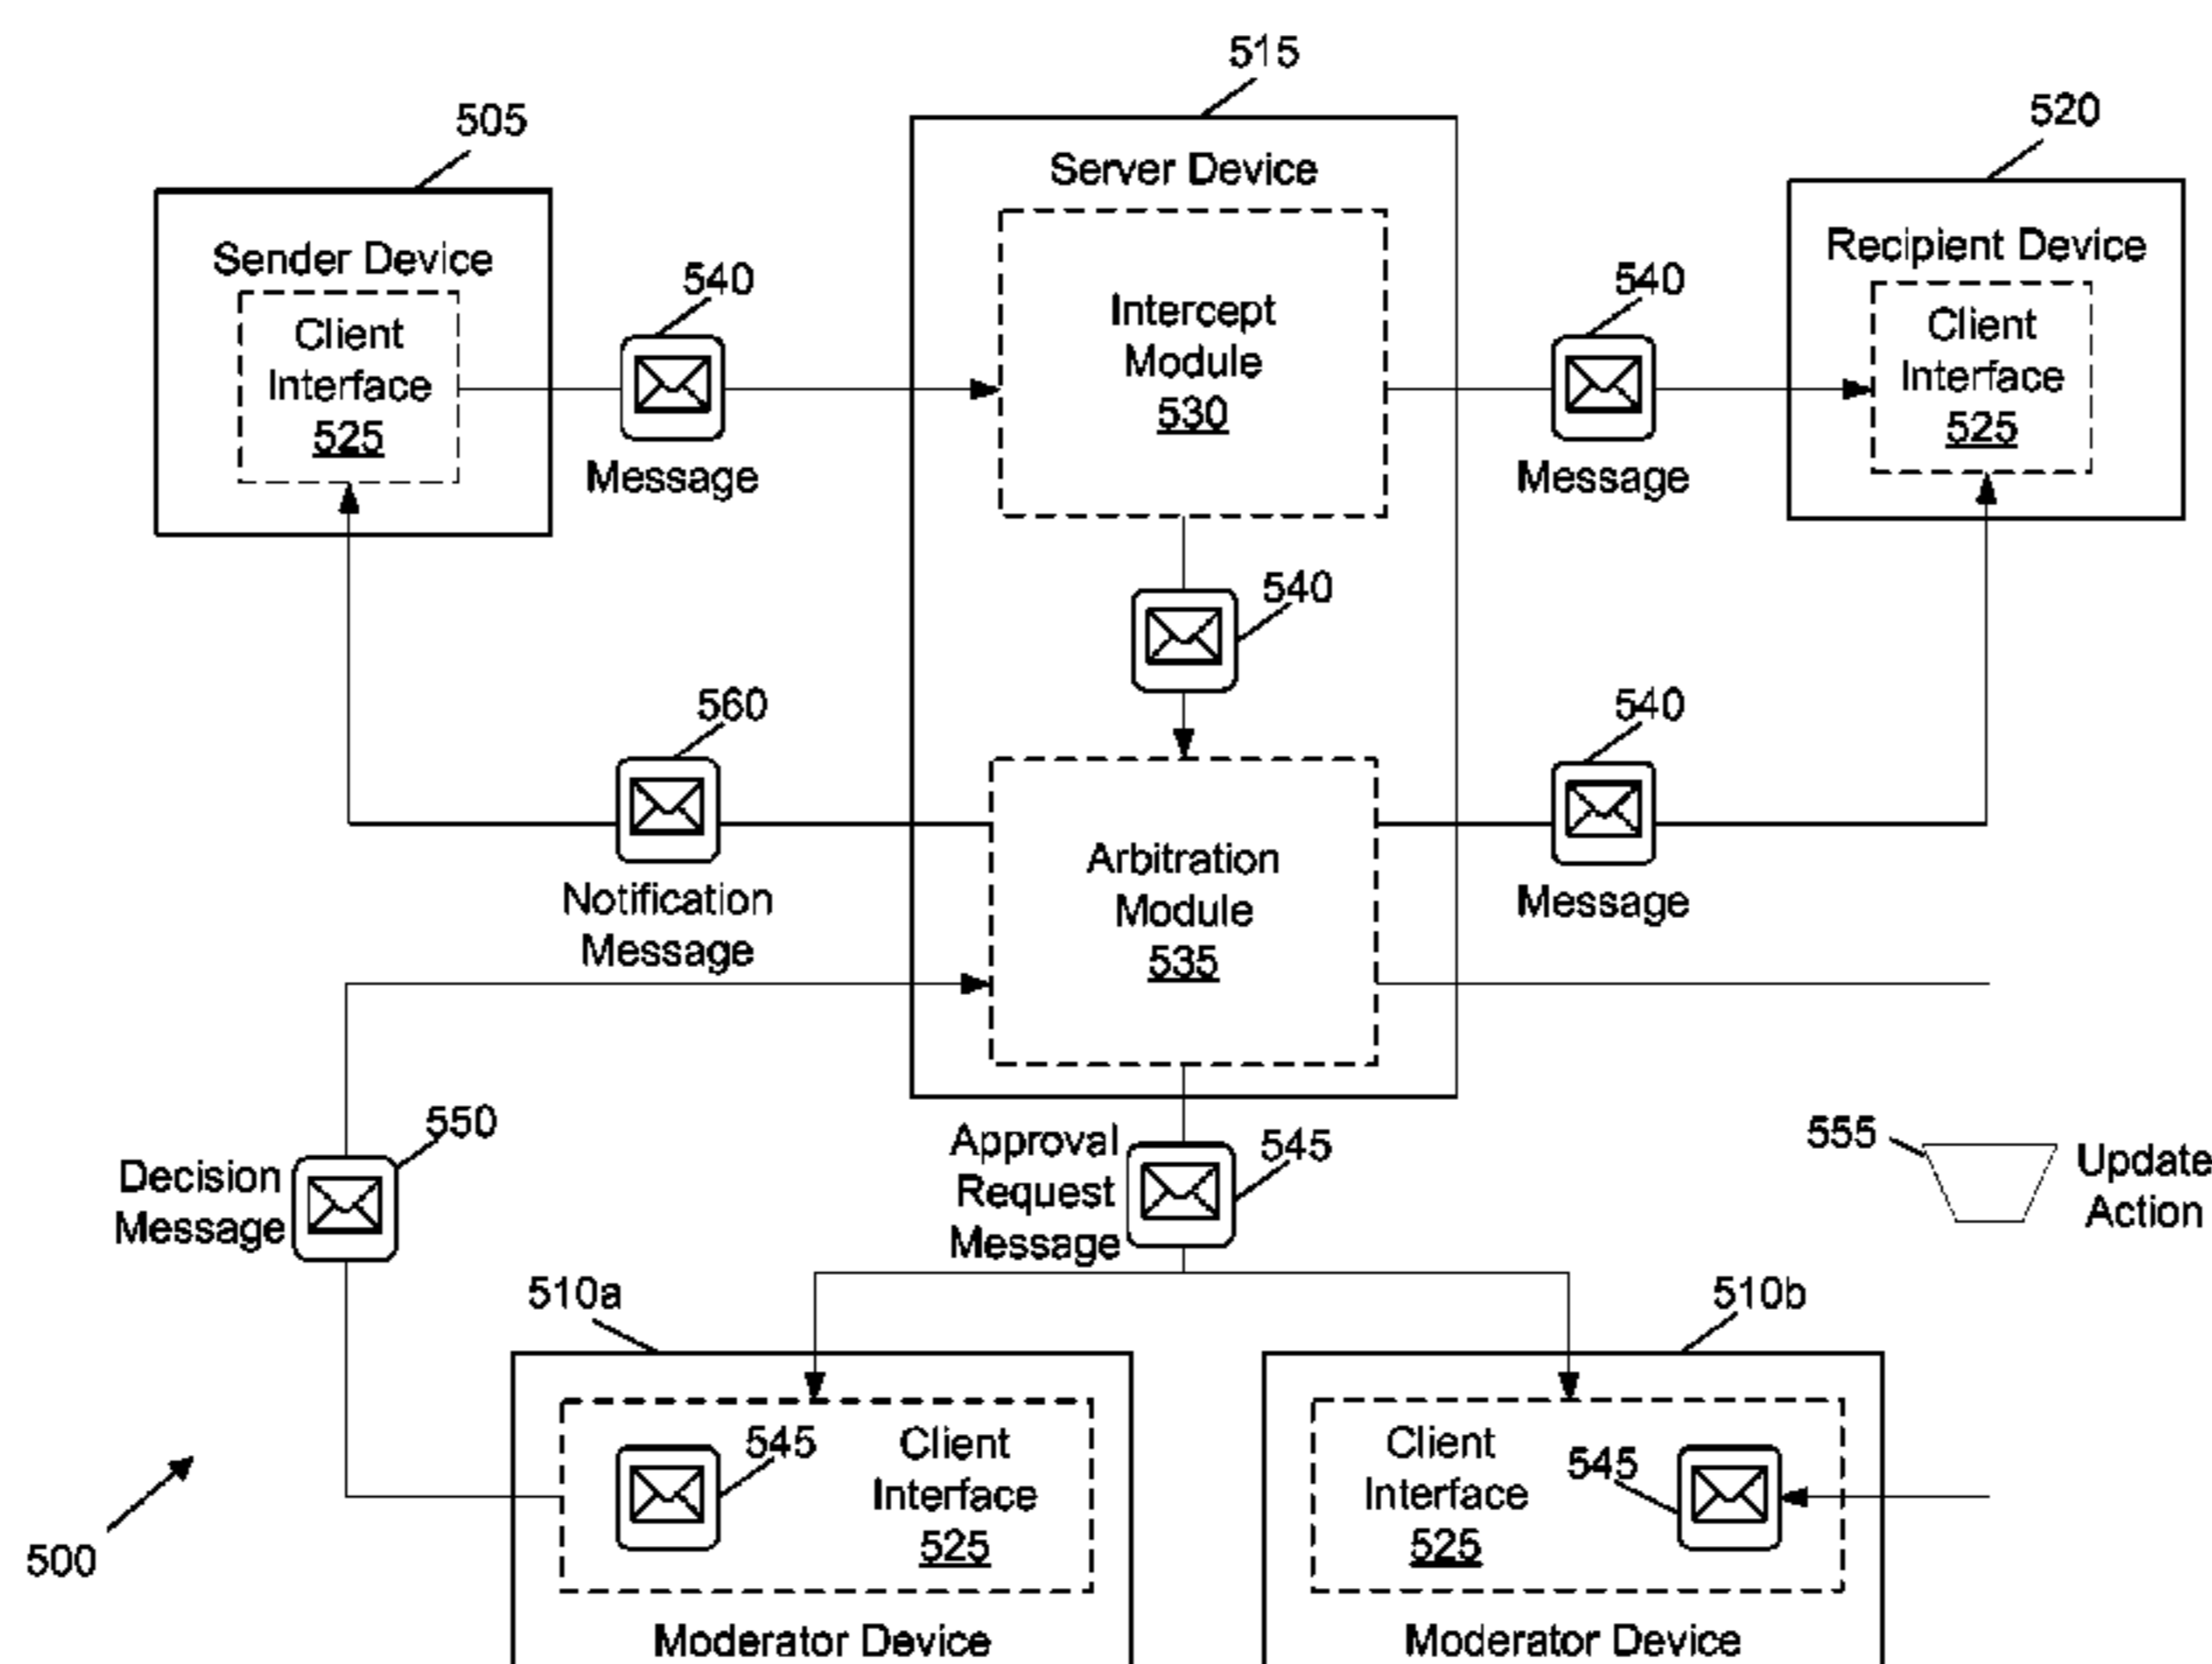 515
505
520
Server Device
Sender Device
Recipient Device
540
540
Client
Interface
525
Intercept
Module
530
Client
Interface
525
Message
Message
540
560
540
Notification
Message
Arbitration
Module
535
Message
550
Decision
Message
Approval
Request
Message
545
555
Update
Action
510a
510b
545
Client
Interface
525
Client
Interface
525
545
500
Moderator Device
Moderator Device